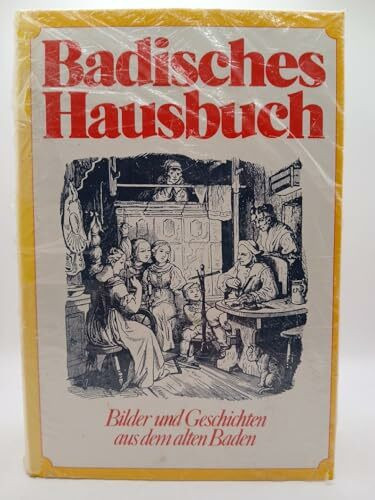 Badisches
Hausbuch
Bilder und Geschichten
aus dem alten Baden